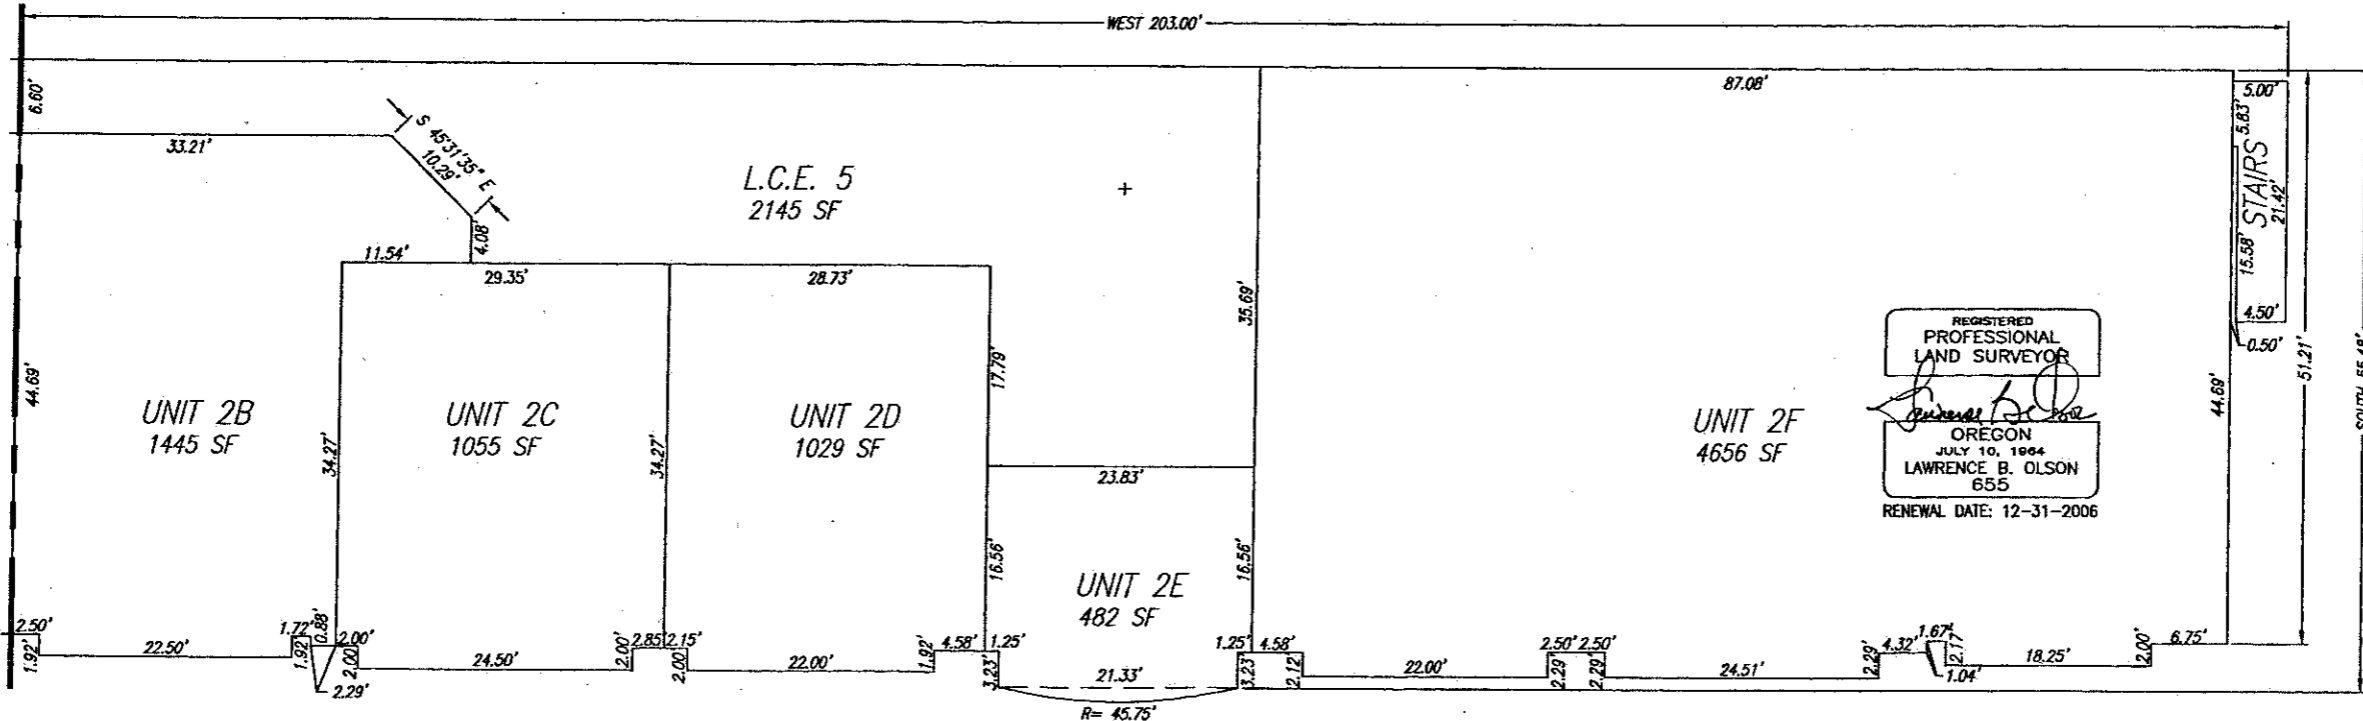 WEST 203.00'
6.60'
33.21'
S 45°31'35" E
10.29'
4.08'
L.C.E. 5
2145 SF
87.08'
5.00'
5.83'
STAIRS
21.42'
15.58'
4.50'
0.50'
51.21'
SOUTH 55.48'
44.69'
11.54'
29.35'
28.73'
35.69'
17.79'
44.69'
UNIT 2B
1445 SF
34.27'
UNIT 2C
1055 SF
34.27'
UNIT 2D
1029 SF
23.83'
UNIT 2F
4656 SF
REGISTERED
PROFESSIONAL
LAND SURVEYOR
OREGON
JULY 10, 1964
LAWRENCE B. OLSON
655
RENEWAL DATE: 12-31-2006
16.56'
UNIT 2E
482 SF
16.56'
2.50'
1.92'
22.50'
1.72'
1.92'
0.88'
2.29'
2.00'
2.00'
24.50'
2.00'
2.85'
2.15'
2.00'
22.00'
1.92'
4.58'
1.25'
3.23'
21.33'
R= 45.75'
1.25'
3.23'
4.58'
2.12'
22.00'
2.50'
2.29'
2.50'
2.29'
24.51'
2.29'
4.32'
1.67'
2.17'
1.04'
18.25'
2.00'
6.75'